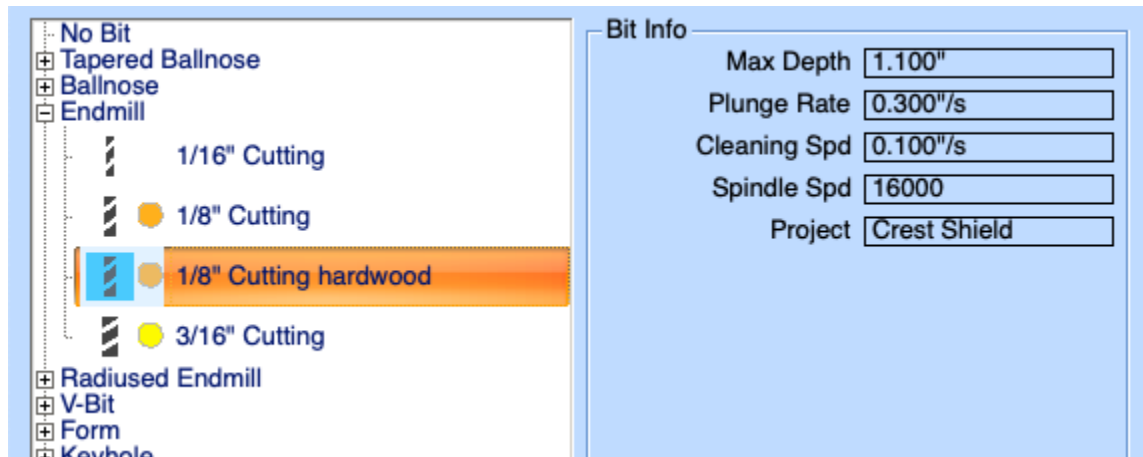 No Bit
Tapered Ballnose
Ballnose
Endmill
1/16" Cutting
1/8" Cutting
1/8" Cutting hardwood
3/16" Cutting
Radiused Endmill
V-Bit
Form
Keyhole
Bit Info
Max Depth 1.100"
Plunge Rate 0.300"/s
Cleaning Spd 0.100"/s
Spindle Spd 16000
Project Crest Shield